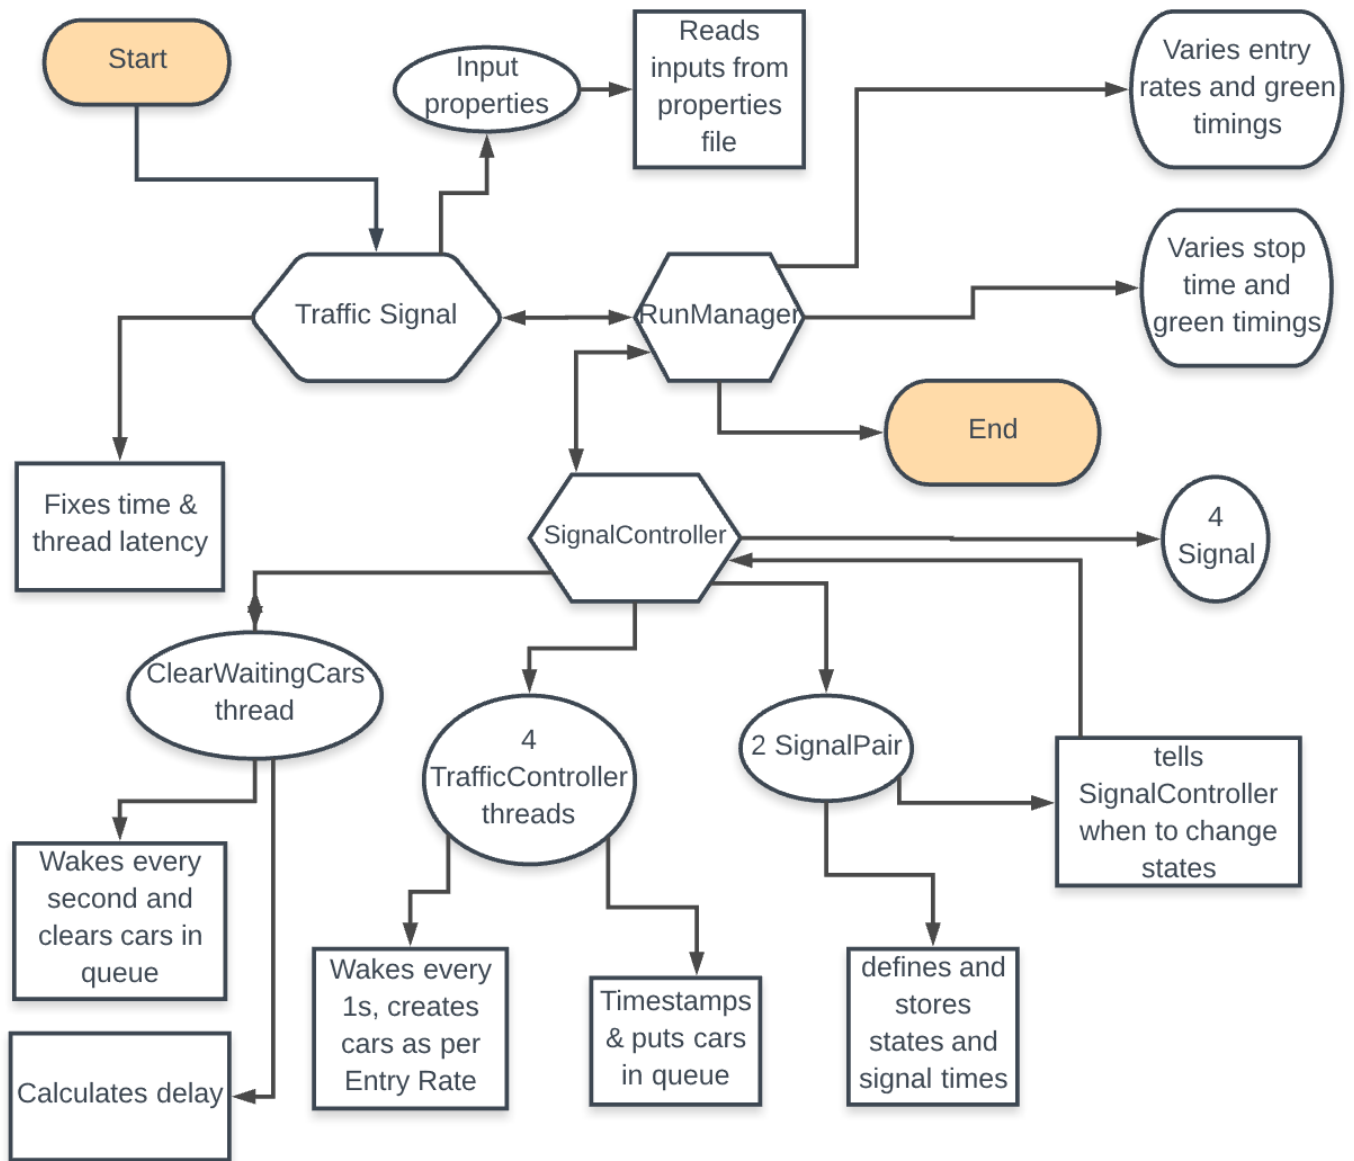 Start
Input
properties
Reads
inputs from
properties
file
Varies entry
rates and green
timings
Traffic Signal
RunManager
Varies stop
time and
green timings
End
Fixes time &
thread latency
SignalController
4
Signal
ClearWaitingCars
thread
4
TrafficController
threads
2 SignalPair
tells
SignalController
when to change
states
Wakes every
second and
clears cars in
queue
Wakes every
1s, creates
cars as per
Entry Rate
Timestamps
& puts cars
in queue
defines and
stores
states and
signal times
Calculates delay